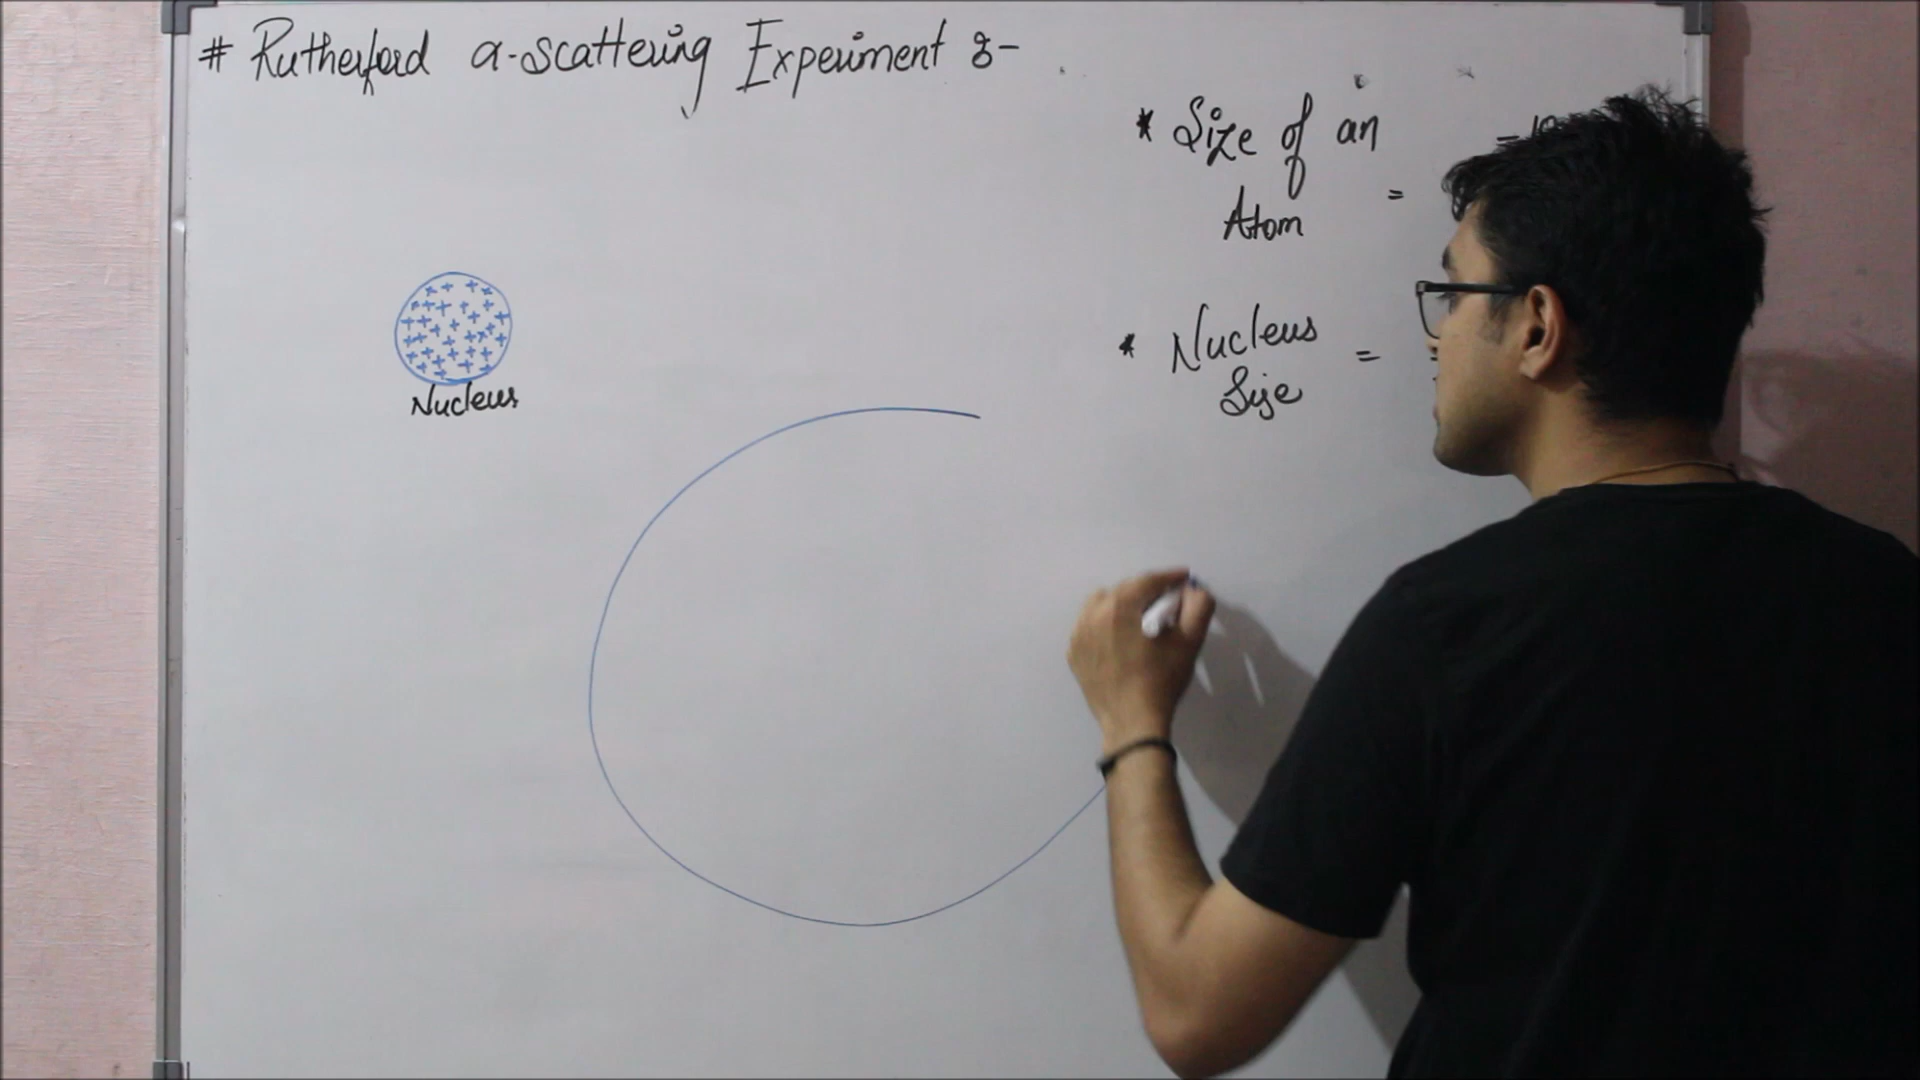 # Rutherford α-scattering Experiment :-
* Size of an
Atom =
* Nucleus
Size =
Nucleus